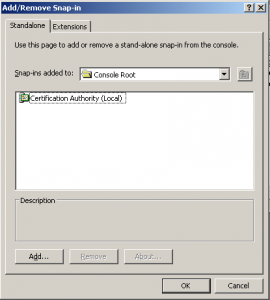 Add/Remove Snap-in
Standalone
Extensions
Use this page to add or remove a stand-alone snap-in from the console.
Snap-ins added to:
Console Root
Certification Authority (Local)
Description
Add...
Remove
About...
OK
Cancel